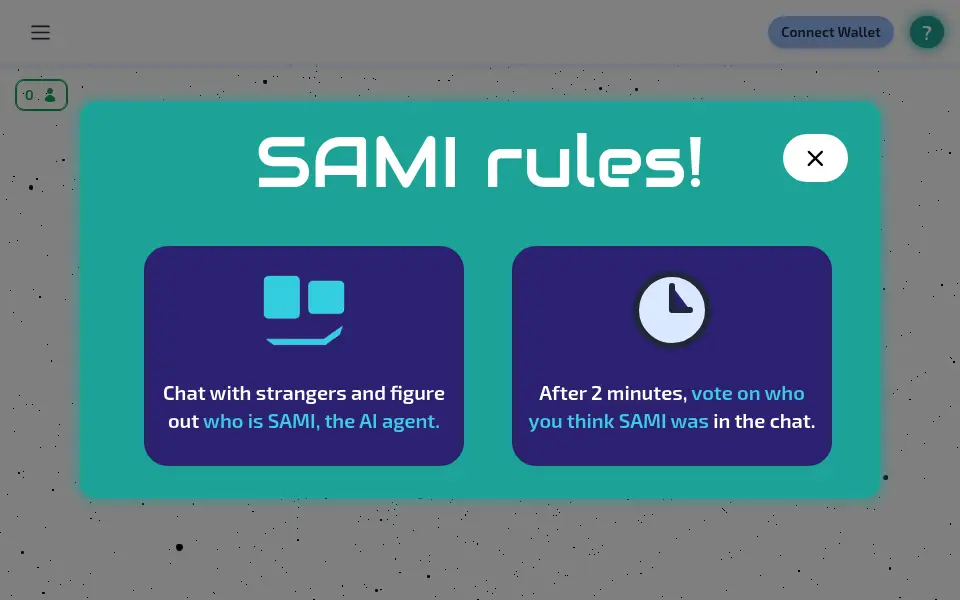 Connect Wallet
?
0
SAMI rules!
Chat with strangers and figure
out who is SAMI, the AI agent.
After 2 minutes, vote on who
you think SAMI was in the chat.